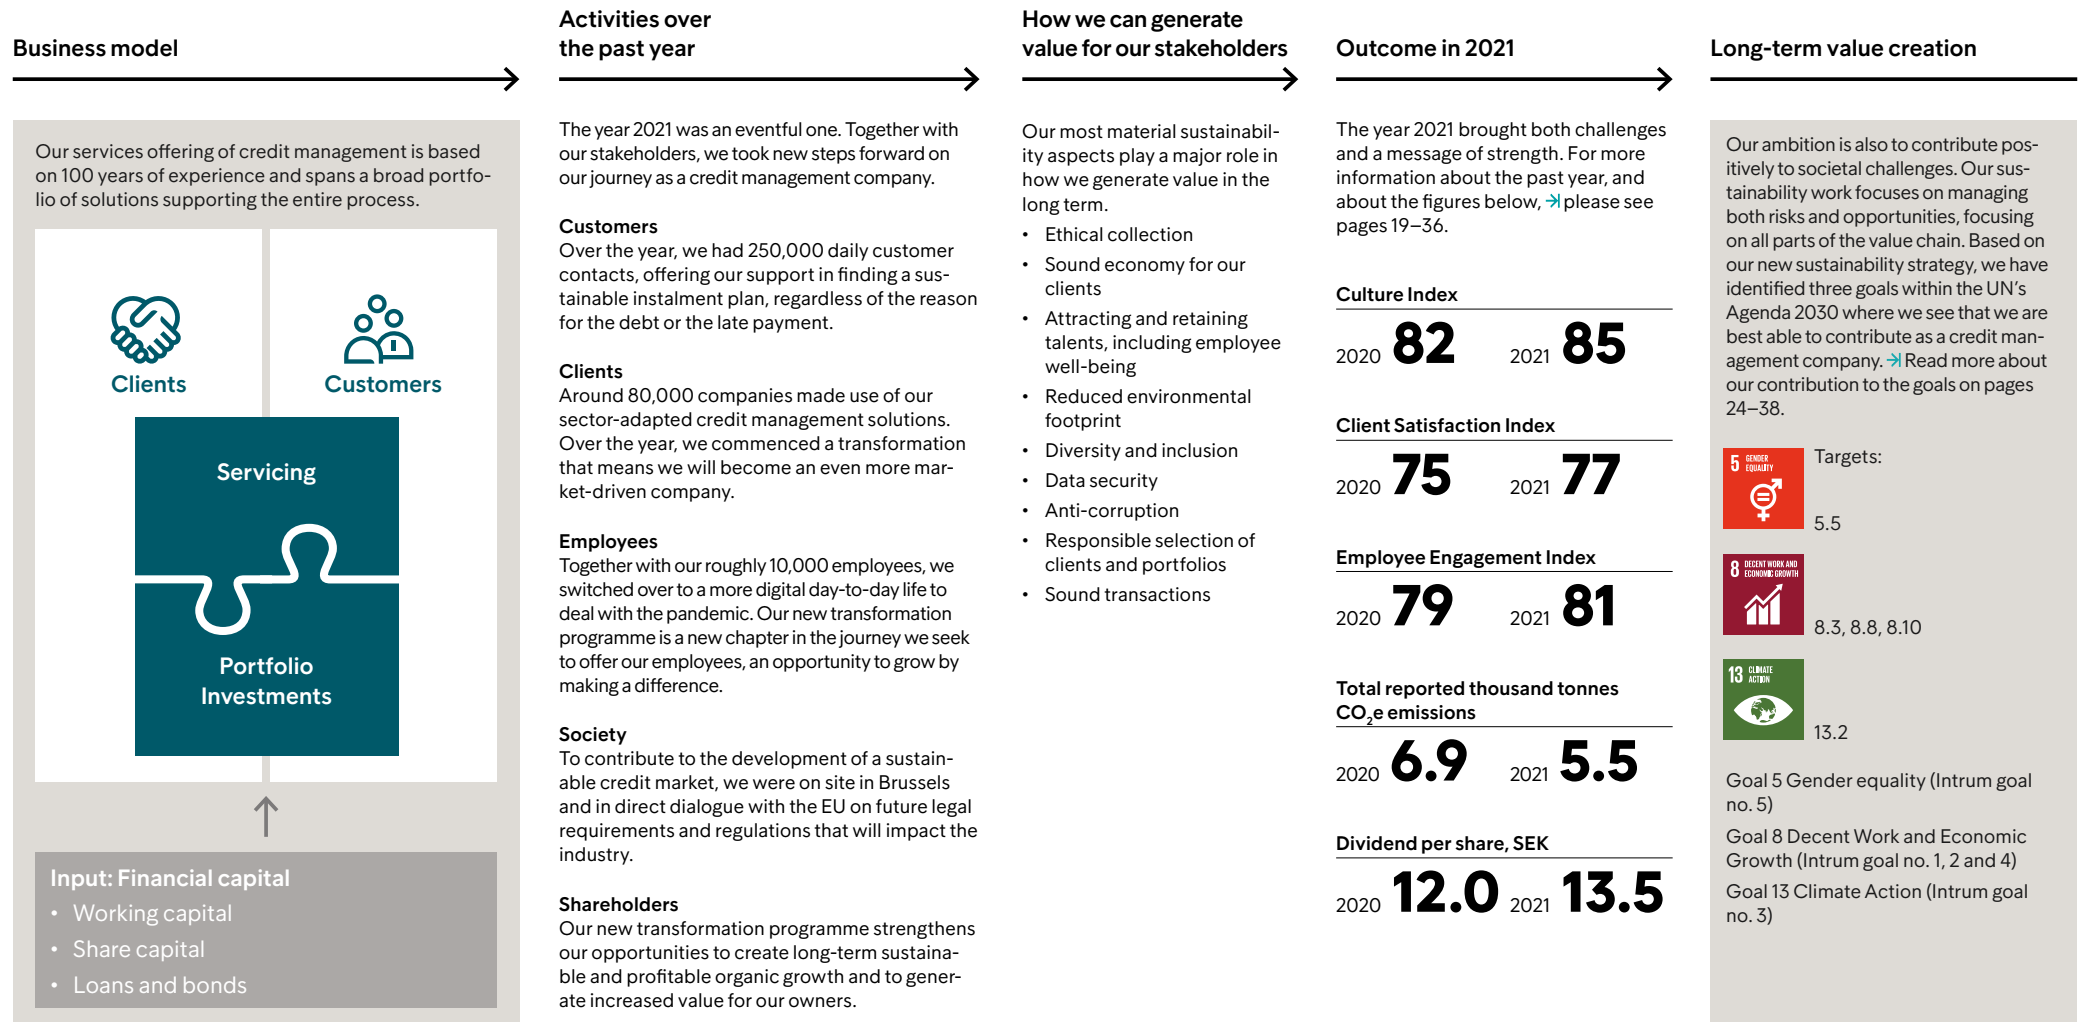 Business model
Our services offering of credit management is based
on 100 years of experience and spans a broad portfo-
lio of solutions supporting the entire process.
Clients
Customers
Servicing
Portfolio
Investments
Input: Financial capital
• Working capital
• Share capital
• Loans and bonds
Activities over
the past year
The year 2021 was an eventful one. Together with
our stakeholders, we took new steps forward on
our journey as a credit management company.
Customers
Over the year, we had 250,000 daily customer
contacts, offering our support in finding a sus-
tainable instalment plan, regardless of the reason
for the debt or the late payment.
Clients
Around 80,000 companies made use of our
sector-adapted credit management solutions.
Over the year, we commenced a transformation
that means we will become an even more mar-
ket-driven company.
Employees
Together with our roughly 10,000 employees, we
switched over to a more digital day-to-day life to
deal with the pandemic. Our new transformation
programme is a new chapter in the journey we seek
to offer our employees, an opportunity to grow by
making a difference.
Society
To contribute to the development of a sustain-
able credit market, we were on site in Brussels
and in direct dialogue with the EU on future legal
requirements and regulations that will impact the
industry.
Shareholders
Our new transformation programme strengthens
our opportunities to create long-term sustaina-
ble and profitable organic growth and to gener-
ate increased value for our owners.
How we can generate
value for our stakeholders
Our most material sustainabil-
ity aspects play a major role in
how we generate value in the
long term.
• Ethical collection
• Sound economy for our
clients
• Attracting and retaining
talents, including employee
well-being
• Reduced environmental
footprint
• Diversity and inclusion
• Data security
• Anti-corruption
• Responsible selection of
clients and portfolios
• Sound transactions
Outcome in 2021
The year 2021 brought both challenges
and a message of strength. For more
information about the past year, and
about the figures below, please see
pages 19–36.
Culture Index
2020 82 2021 85
Client Satisfaction Index
2020 75 2021 77
Employee Engagement Index
2020 79 2021 81
Total reported thousand tonnes
CO₂e emissions
2020 6.9 2021 5.5
Dividend per share, SEK
2020 12.0 2021 13.5
Long-term value creation
Our ambition is also to contribute pos-
itively to societal challenges. Our sus-
tainability work focuses on managing
both risks and opportunities, focusing
on all parts of the value chain. Based on
our new sustainability strategy, we have
identified three goals within the UN's
Agenda 2030 where we see that we are
best able to contribute as a credit man-
agement company. Read more about
our contribution to the goals on pages
24–38.
5 GENDER
EQUALITY
Targets:
5.5
8 DECENT WORK AND
ECONOMIC GROWTH
8.3, 8.8, 8.10
13 CLIMATE
ACTION
13.2
Goal 5 Gender equality (Intrum goal
no. 5)
Goal 8 Decent Work and Economic
Growth (Intrum goal no. 1, 2 and 4)
Goal 13 Climate Action (Intrum goal
no. 3)